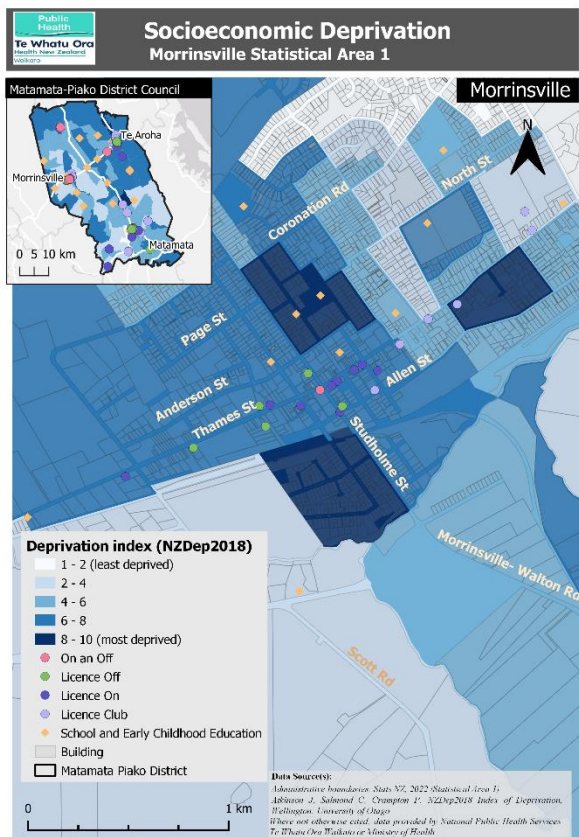 Public
Health
Te Whatu Ora
Health New Zealand
Waikato
Socioeconomic Deprivation
Morrinsville Statistical Area 1
Matamata-Piako District Council
Te Aroha
Morrinsville
Matamata
0 5 10 km
Morrinsville
N
North St
Coronation Rd
Page St
Anderson St
Allen St
Thames St
Studholme St
Morrinsville- Walton Rd
Scott Rd
Deprivation index (NZDep2018)
1 - 2 (least deprived)
2 - 4
4 - 6
6 - 8
8 - 10 (most deprived)
On an Off
Licence Off
Licence On
Licence Club
School and Early Childhood Education
Building
Matamata Piako District
0 1 km
Data Source(s):
Administrative boundaries: Stats NZ, 2022 (Statistical Area 1)
Atkinson J, Salmond C, Crampton P. NZDep2018 Index of Deprivation,
Wellington. University of Otago
Where not otherwise cited, data provided by National Public Health Services
Te Whatu Ora Waikato or Ministry of Health